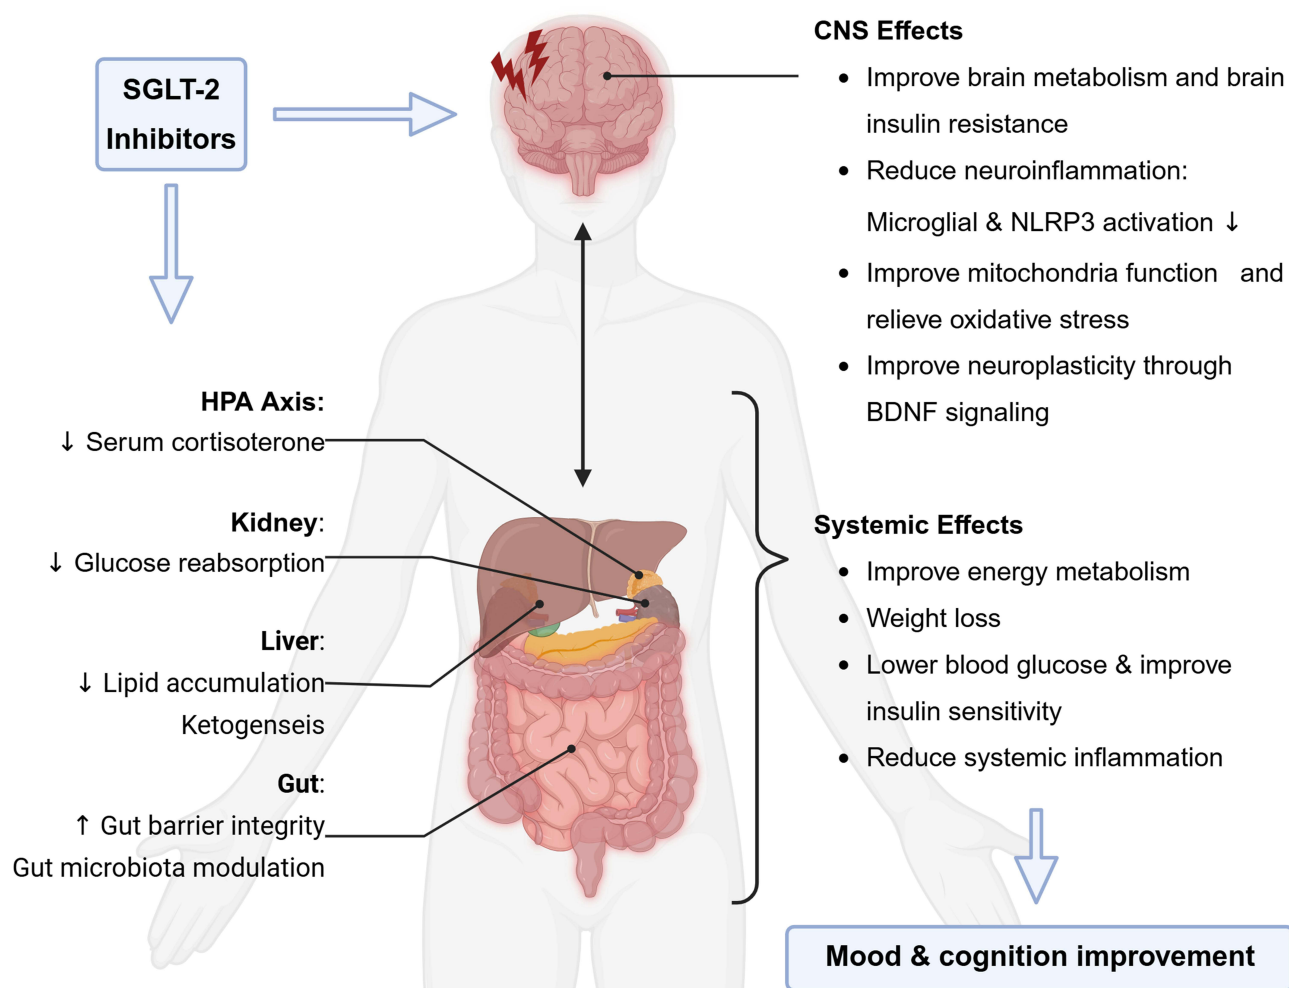 SGLT-2
Inhibitors
CNS Effects
• Improve brain metabolism and brain
insulin resistance
• Reduce neuroinflammation:
Microglial & NLRP3 activation ↓
• Improve mitochondria function and
relieve oxidative stress
• Improve neuroplasticity through
BDNF signaling
HPA Axis:
↓ Serum cortisoterone
Kidney:
↓ Glucose reabsorption
Liver:
↓ Lipid accumulation
Ketogenseis
Gut:
↑ Gut barrier integrity
Gut microbiota modulation
Systemic Effects
• Improve energy metabolism
• Weight loss
• Lower blood glucose & improve
insulin sensitivity
• Reduce systemic inflammation
Mood & cognition improvement